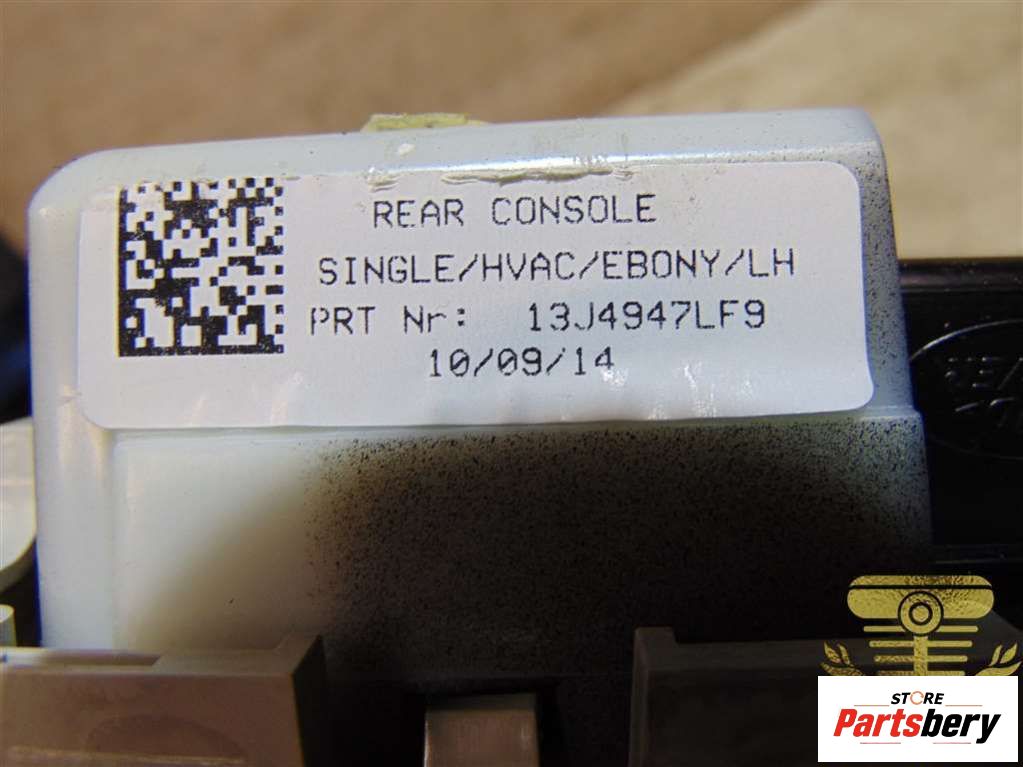 REAR CONSOLE
SINGLE/HVAC/EBONY/LH
PRT Nr: 13J4947LF9
10/09/14
STORE
Partsbery